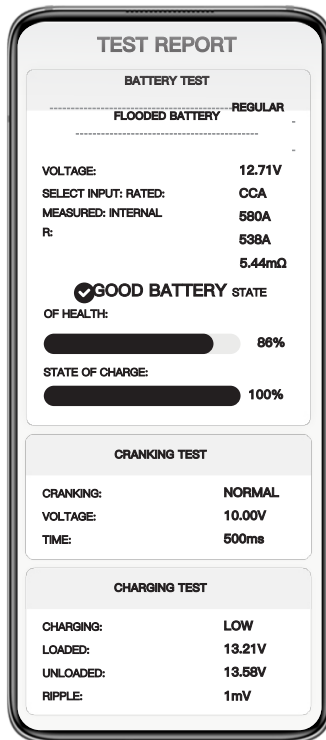 TEST REPORT
BATTERY TEST
--------------------------------------------REGULAR
FLOODED BATTERY -
--------------------------------------------
-
VOLTAGE: 12.71V
SELECT INPUT: RATED: CCA
MEASURED: INTERNAL 580A
R: 538A
5.44mΩ
GOOD BATTERY STATE
OF HEALTH:
86%
STATE OF CHARGE:
100%
CRANKING TEST
CRANKING: NORMAL
VOLTAGE: 10.00V
TIME: 500ms
CHARGING TEST
CHARGING: LOW
LOADED: 13.21V
UNLOADED: 13.58V
RIPPLE: 1mV